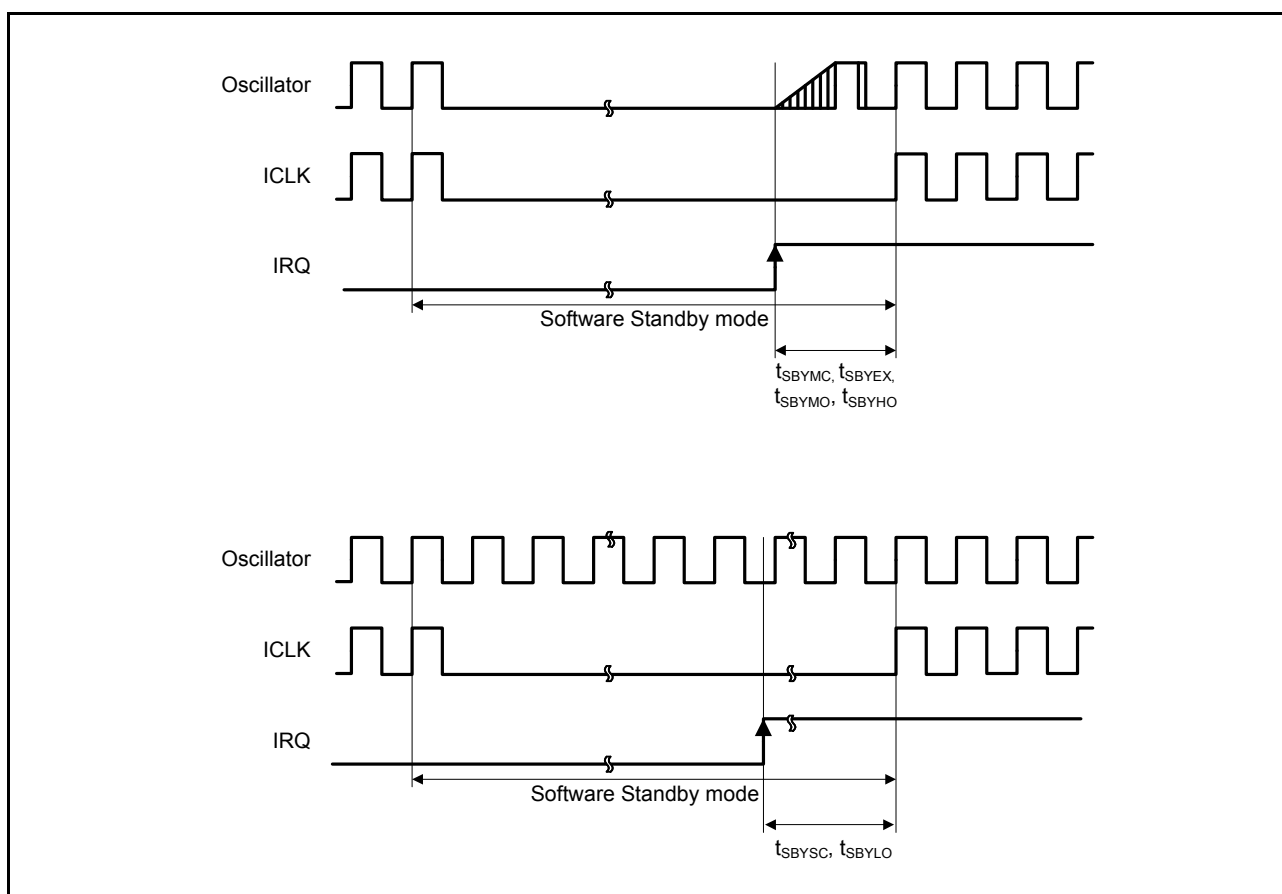 Oscillator
ICLK
IRQ
Software Standby mode
tSBYMC, tSBYEX,
tSBYMO, tSBYHO
Oscillator
ICLK
IRQ
Software Standby mode
tSBYSC, tSBYLO